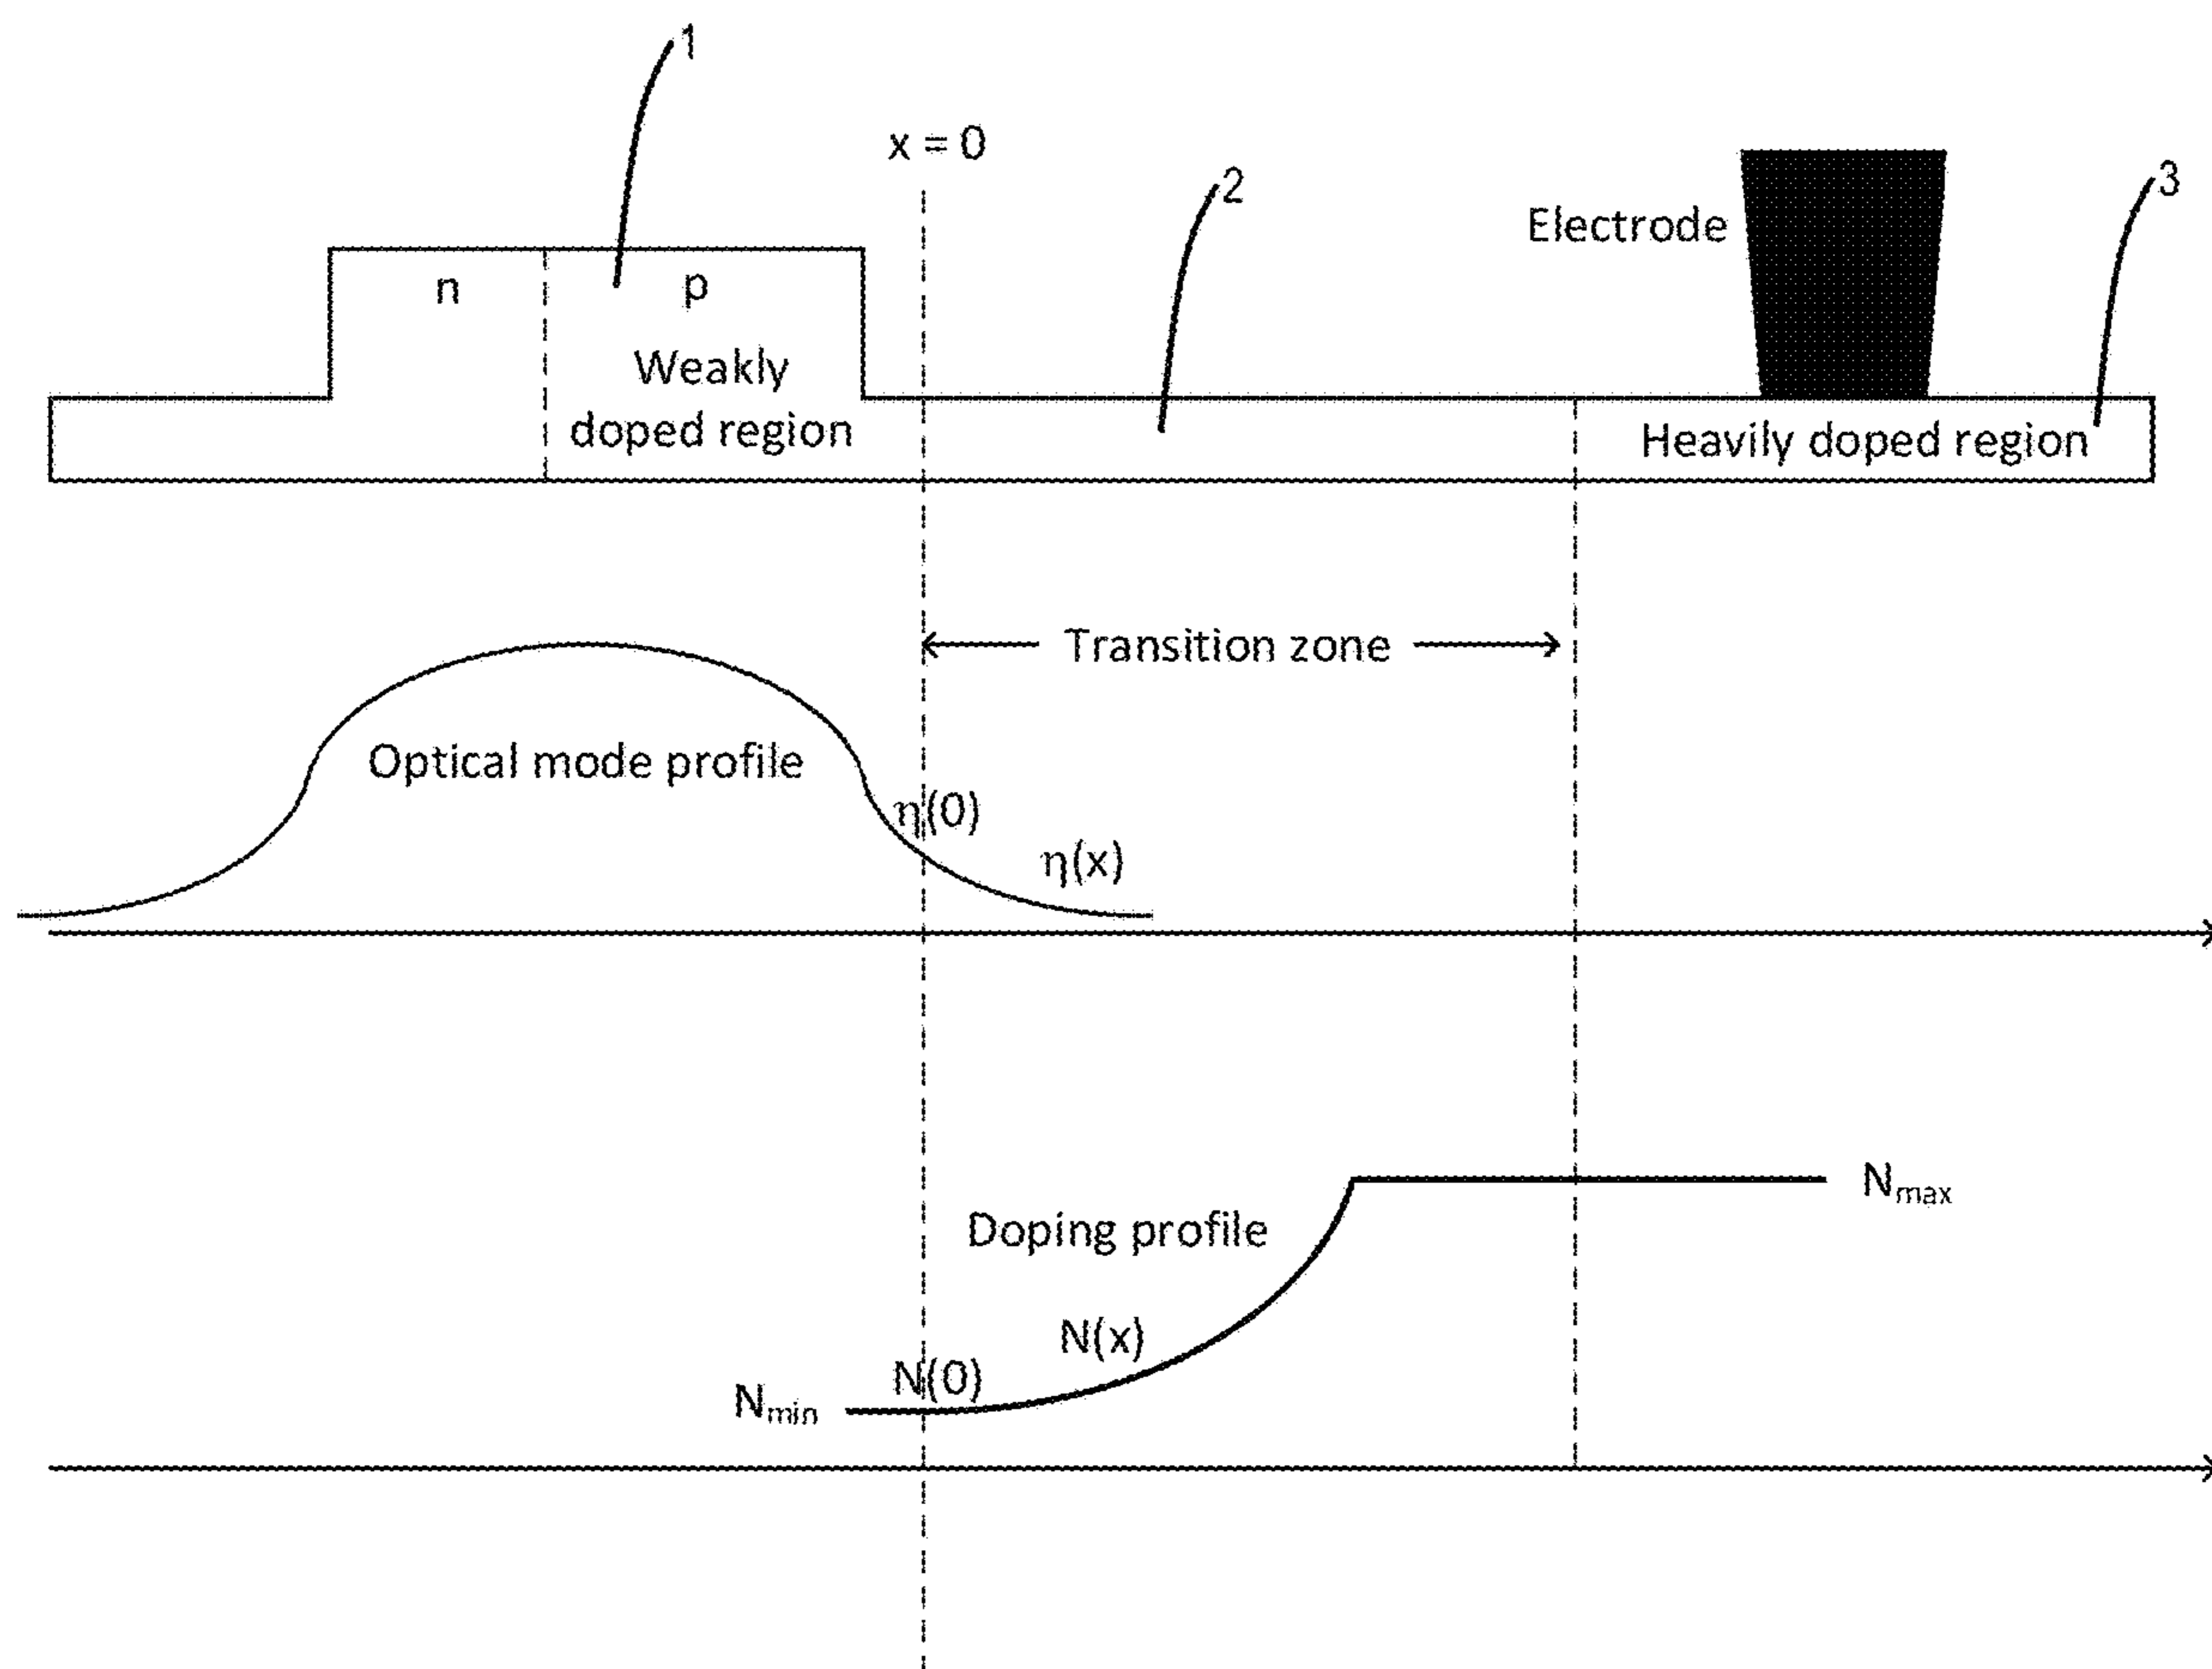 1
x = 0
2
3
Electrode
n
p
Weakly
doped region
Heavily doped region
Transition zone
Optical mode profile
η(0)
η(x)
Nmax
Doping profile
N(x)
N(0)
Nmin